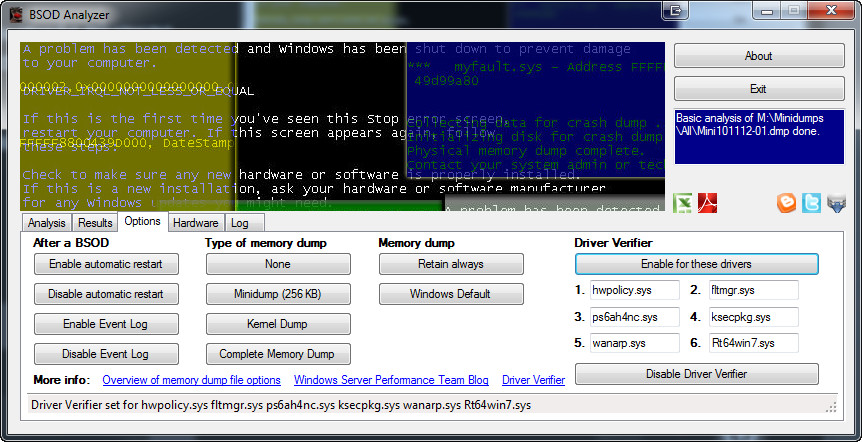 BSOD Analyzer
A problem has been detected and windows has been shut down to prevent damage
to your computer.
*** myfault.sys - Address FFFFF
49d99a80
000002,0x0000000000000000,0
DRIVER_IRQL_NOT_LESS_OR_EQUAL
If this is the first time you've seen this Stop error screen,
restart your computer. If this screen appears again, follow
these steps:
FFFFF8800439D000, DateStamp
Collecting data for crash dump .
Initializing disk for crash dump
Physical memory dump complete.
Contact your system admin or tech
Check to make sure any new hardware or software is properly installed.
If this is a new installation, ask your hardware or software manufacturer
for any Windows updates you might need.
A problem has been detected
About
Exit
Basic analysis of M:\Minidumps
\All\Mini101112-01.dmp done.
Analysis Results Options Hardware Log
After a BSOD
Enable automatic restart
Disable automatic restart
Enable Event Log
Disable Event Log
Type of memory dump
None
Minidump (256 KB)
Kernel Dump
Complete Memory Dump
Memory dump
Retain always
Windows Default
Driver Verifier
Enable for these drivers
1. hwpolicy.sys 2. fltmgr.sys
3. ps6ah4nc.sys 4. ksecpkg.sys
5. wanarp.sys 6. Rt64win7.sys
Disable Driver Verifier
More info: Overview of memory dump file options Windows Server Perfomance Team Blog Driver Verifier
Driver Verifier set for hwpolicy.sys fltmgr.sys ps6ah4nc.sys ksecpkg.sys wanarp.sys Rt64win7.sys